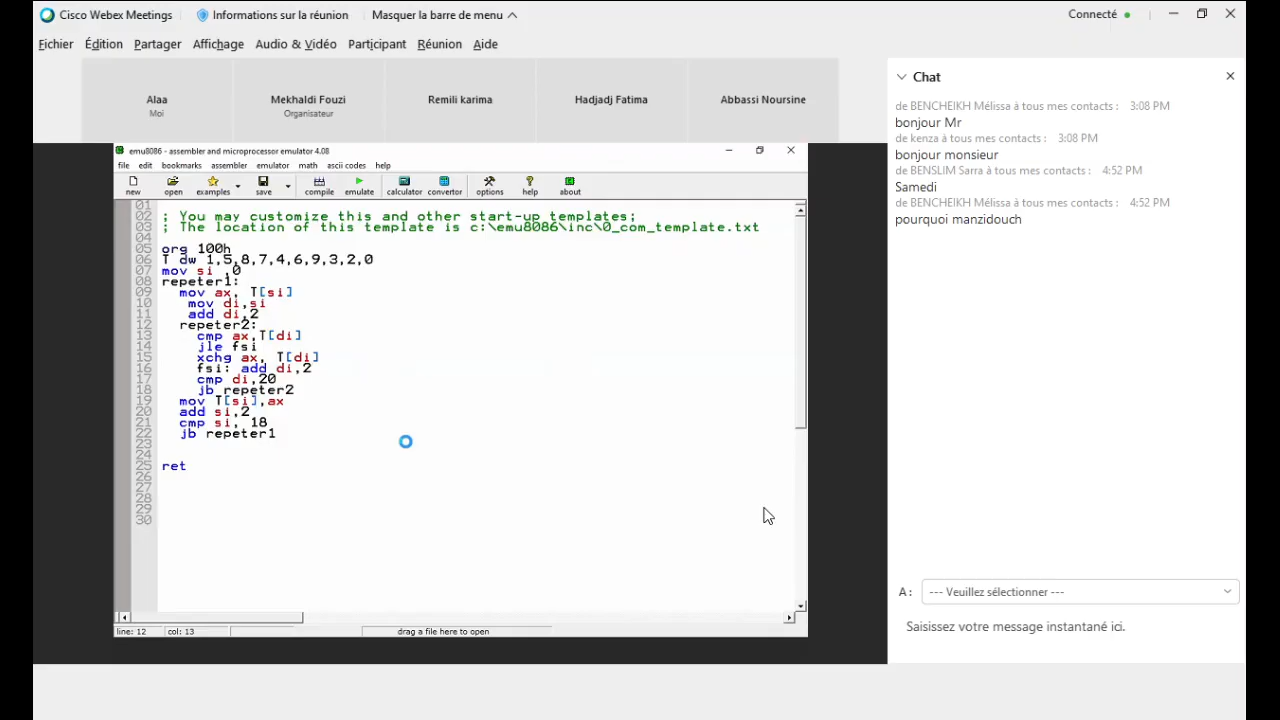 Cisco Webex Meetings Informations sur la réunion Masquer la barre de menu Connecté
Fichier Édition Partager Affichage Audio & Vidéo Participant Réunion Aide
Alaa
Moi
Mekhaldi Fouzi
Organisateur
Remili karima
Hadjadj Fatima
Abbassi Noursine
emu8086 - assembler and microprocessor emulator 4.08
file edit bookmarks assembler emulator math ascii codes help
new open examples save compile emulate calculator convertor options help about
01
02 ; You may customize this and other start-up templates;
03 ; The location of this template is c:\emu8086\inc\0_com_template.txt
04
05 org 100h
06 T dw 1,5,8,7,4,6,9,3,2,0
07 mov si ,0
08 repeter1:
09 mov ax, T[si]
10 mov di,si
11 add di,2
12 repeter2:
13 cmp ax,T[di]
14 jle fsi
15 xchg ax, T[di]
16 fsi: add di,2
17 cmp di,20
18 jb repeter2
19 mov T[si],ax
20 add si,2
21 cmp si, 18
22 jb repeter1
23
24
25 ret
26
27
28
29
30
line: 12 col: 13 drag a file here to open
Chat
de BENCHEIKH Mélissa à tous mes contacts : 3:08 PM
bonjour Mr
de kenza à tous mes contacts : 3:08 PM
bonjour monsieur
de BENSLIM Sarra à tous mes contacts : 4:52 PM
Samedi
de BENCHEIKH Mélissa à tous mes contacts : 4:52 PM
pourquoi manzidouch
A : --- Veuillez sélectionner ---
Saisissez votre message instantané ici.